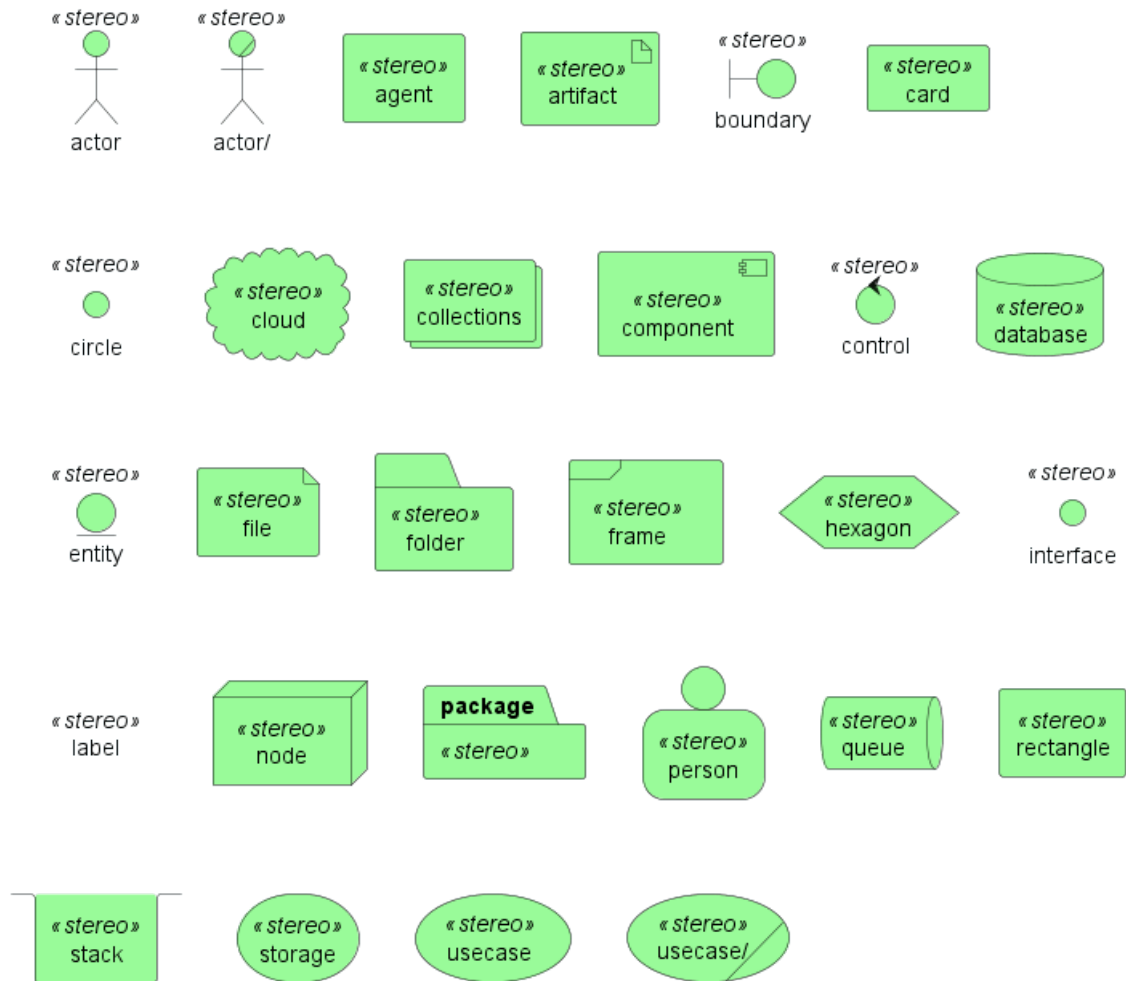 «stereo» «stereo»
«stereo» «stereo» «stereo» «stereo»
agent artifact boundary card
actor actor/
«stereo» «stereo» «stereo» «stereo» «stereo» «stereo»
circle cloud collections component control database
«stereo» «stereo» «stereo» «stereo» «stereo» «stereo»
entity file folder frame hexagon interface
«stereo» «stereo» package «stereo» «stereo» «stereo»
label node «stereo» person queue rectangle
«stereo» «stereo» «stereo» «stereo»
stack storage usecase usecase/